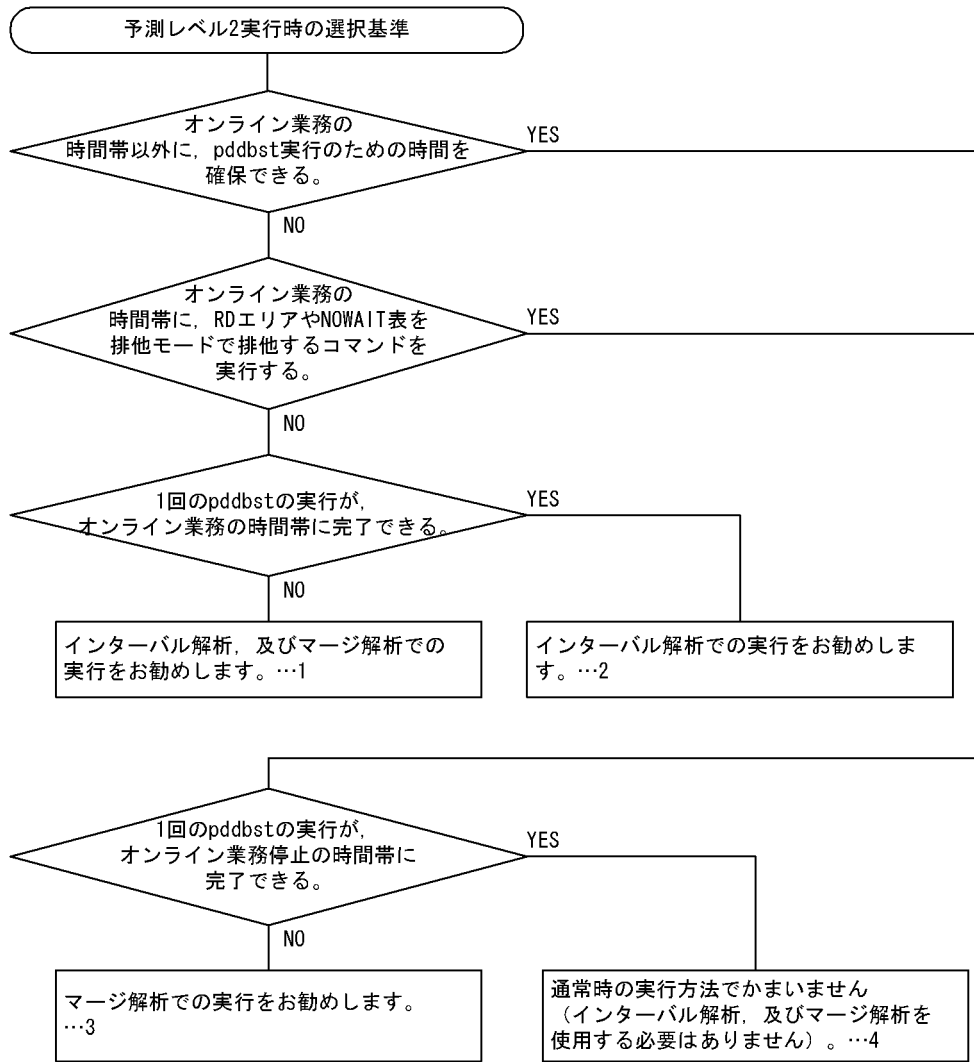 予測レベル2実行時の選択基準
オンライン業務の
時間帯以外に，pddbst実行のための時間を
確保できる。
YES
NO
オンライン業務の
時間帯に，RDエリアやNOWAIT表を
排他モードで排他するコマンドを
実行する。
YES
NO
1回のpddbstの実行が，
オンライン業務の時間帯に完了できる。
YES
NO
インターバル解析，及びマージ解析での
実行をお勧めします。…1
インターバル解析での実行をお勧めしま
す。…2
1回のpddbstの実行が，
オンライン業務停止の時間帯に
完了できる。
YES
NO
マージ解析での実行をお勧めします。
…3
通常時の実行方法でかまいません
（インターバル解析，及びマージ解析を
使用する必要はありません）。…4